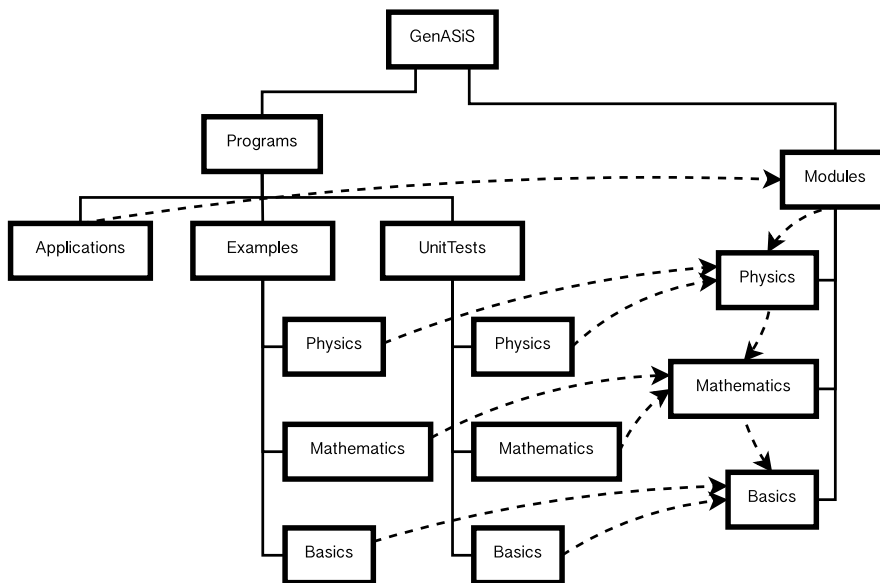 GenASiS
Programs
Modules
Applications
Examples
UnitTests
Physics
Physics
Physics
Mathematics
Mathematics
Mathematics
Basics
Basics
Basics